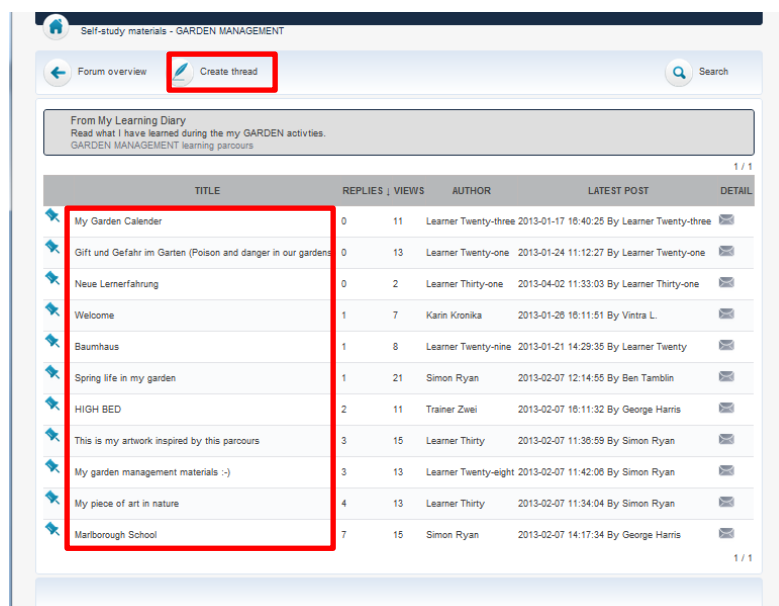 Self-study materials - GARDEN MANAGEMENT
Forum overview Create thread Search
From My Learning Diary
Read what I have learned during the my GARDEN activties.
GARDEN MANAGEMENT learning parcours
1 / 1
TITLE REPLIES ↓ VIEWS AUTHOR LATEST POST DETAIL
My Garden Calender 0 11 Learner Twenty-three 2013-01-17 16:40:25 By Learner Twenty-three
Gift und Gefahr im Garten (Poison and danger in our gardens 0 13 Learner Twenty-one 2013-01-24 11:12:27 By Learner Twenty-one
Neue Lernerfahrung 0 2 Learner Thirty-one 2013-04-02 11:33:03 By Learner Thirty-one
Welcome 1 7 Karin Kronika 2013-01-26 16:11:51 By Vintra L.
Baumhaus 1 8 Learner Twenty-nine 2013-01-21 14:29:35 By Learner Twenty
Spring life in my garden 1 21 Simon Ryan 2013-02-07 12:14:55 By Ben Tamblin
HIGH BED 2 11 Trainer Zwei 2013-02-07 16:11:32 By George Harris
This is my artwork inspired by this parcours 3 15 Learner Thirty 2013-02-07 11:36:59 By Simon Ryan
My garden management materials :-) 3 13 Learner Twenty-eight 2013-02-07 11:42:06 By Simon Ryan
My piece of art in nature 4 13 Learner Thirty 2013-02-07 11:34:04 By Simon Ryan
Marlborough School 7 15 Simon Ryan 2013-02-07 14:17:34 By George Harris
1 / 1